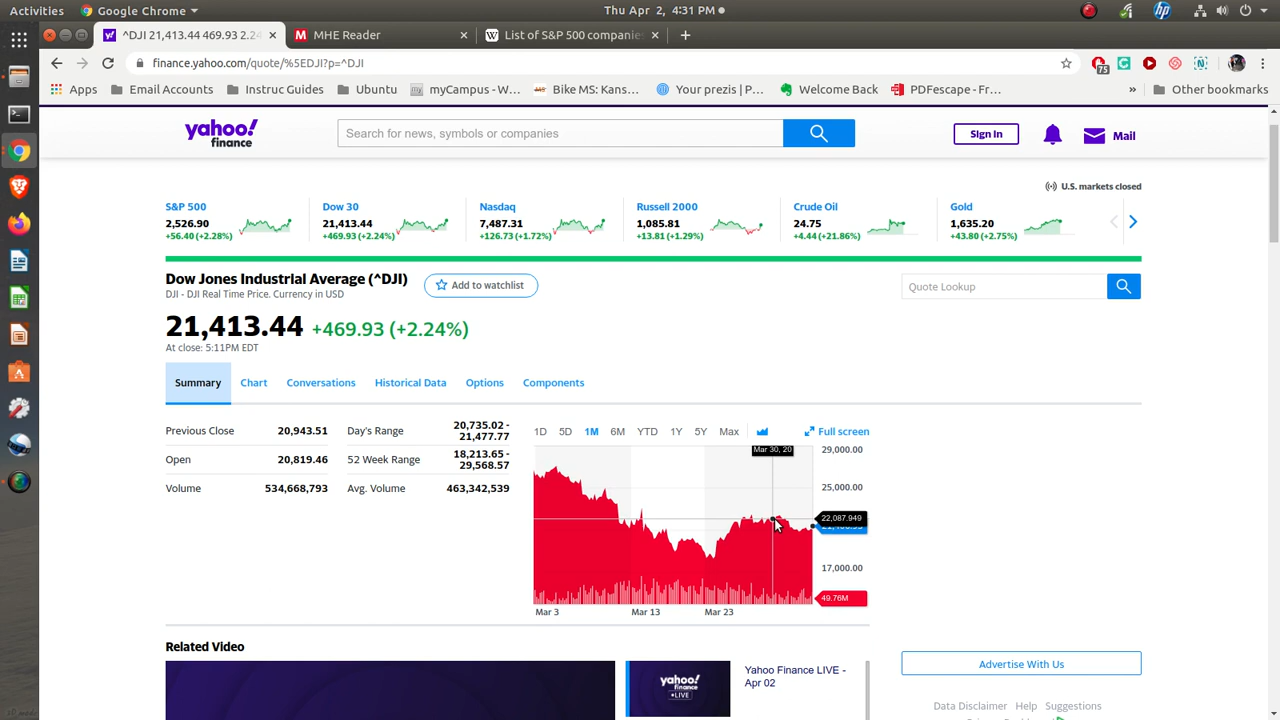 Activities Google Chrome Thu Apr 2, 4:31 PM
^DJI 21,413.44 469.93 2.24 MHE Reader List of S&P 500 companie
finance.yahoo.com/quote/%5EDJI?p=^DJI
75
Apps Email Accounts Instruc Guides Ubuntu myCampus - W... Bike MS: Kans... Your prezis | P... Welcome Back PDFescape - Fr... » Other bookmarks
yahoo! finance
Search for news, symbols or companies
Sign in
Mail
U.S. markets closed
S&P 500 Dow 30 Nasdaq Russell 2000 Crude Oil Gold
2,526.90 21,413.44 7,487.31 1,085.81 24.75 1,635.20
+56.40 (+2.28%) +469.93 (+2.24%) +126.73 (+1.72%) +13.81 (+1.29%) +4.44 (+21.86%) +43.80 (+2.75%)
Dow Jones Industrial Average (^DJI)
DJI - DJI Real Time Price. Currency in USD
Add to watchlist
Quote Lookup
21,413.44 +469.93 (+2.24%)
At close: 5:11PM EDT
Summary Chart Conversations Historical Data Options Components
Previous Close 20,943.51
Open 20,819.46
Volume 534,668,793
Day's Range 20,735.02 -
21,477.77
52 Week Range 18,213.65 -
29,568.57
Avg. Volume 463,342,539
1D 5D 1M 6M YTD 1Y 5Y Max Full screen
Mar 30, 20
29,000.00
25,000.00
22,087.949
17,000.00
49.76M
Mar 3 Mar 13 Mar 23
Related Video
yahoo!
finance
LIVE
Yahoo Finance LIVE -
Apr 02
Advertise With Us
Data Disclaimer Help Suggestions